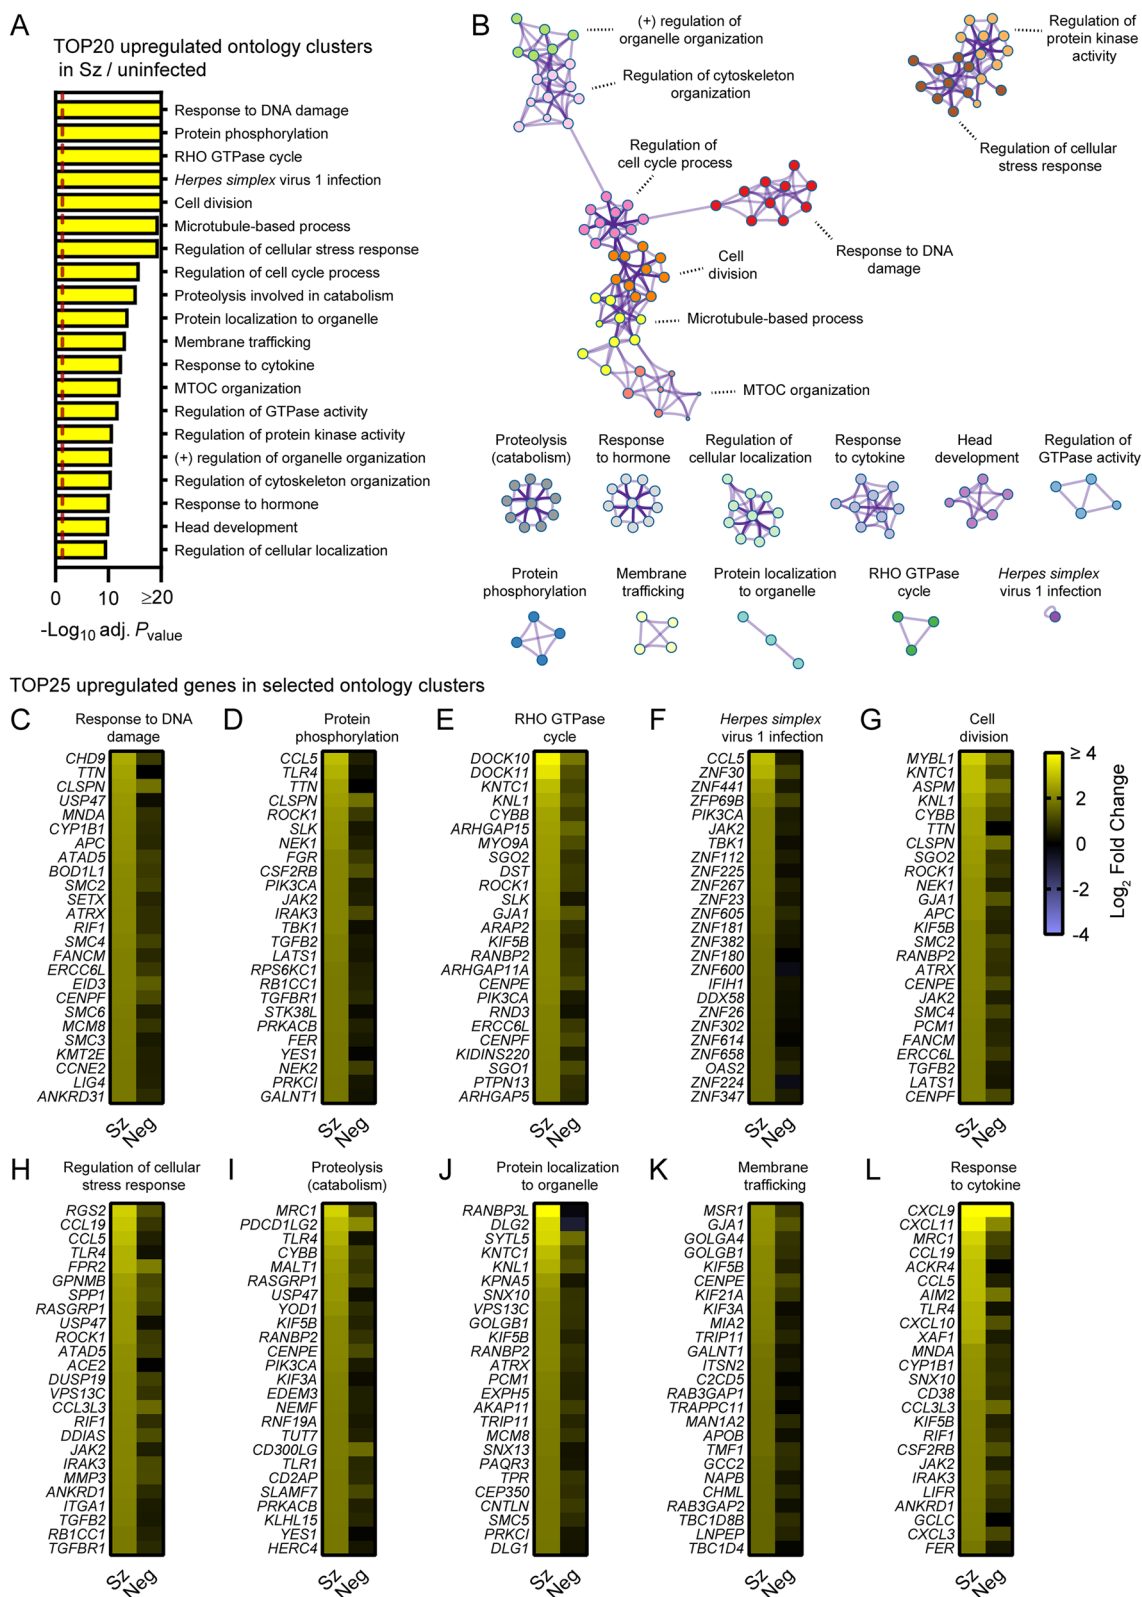 A
TOP20 upregulated ontology clusters
in Sz / uninfected
Response to DNA damage
Protein phosphorylation
RHO GTPase cycle
Herpes simplex virus 1 infection
Cell division
Microtubule-based process
Regulation of cellular stress response
Regulation of cell cycle process
Proteolysis involved in catabolism
Protein localization to organelle
Membrane trafficking
Response to cytokine
MTOC organization
Regulation of GTPase activity
Regulation of protein kinase activity
(+) regulation of organelle organization
Regulation of cytoskeleton organization
Response to hormone
Head development
Regulation of cellular localization
0 10 ≥20
-Log10 adj. Pvalue
B
(+) regulation of
organelle organization
Regulation of cytoskeleton
organization
Regulation of
protein kinase
activity
Regulation of cellular
stress response
Regulation of
cell cycle process
Response to DNA
damage
Cell
division
Microtubule-based process
MTOC organization
Proteolysis
(catabolism)
Response
to hormone
Regulation of
cellular localization
Response
to cytokine
Head
development
Regulation of
GTPase activity
Protein
phosphorylation
Membrane
trafficking
Protein localization
to organelle
RHO GTPase
cycle
Herpes simplex
virus 1 infection
TOP25 upregulated genes in selected ontology clusters
C
Response to DNA
damage
CHD9
TTN
CLSPN
USP47
MNDA
CYP1B1
APC
ATAD5
BOD1L1
SMC2
SETX
ATRX
RIF1
SMC4
FANCM
ERCC6L
EID3
CENPF
SMC6
MCM8
SMC3
KMT2E
CCNE2
LIG4
ANKRD31
Sz
Neg
D
Protein
phosphorylation
CCL5
TLR4
TTN
CLSPN
ROCK1
SLK
NEK1
FGR
CSF2RB
PIK3CA
JAK2
IRAK3
TBK1
TGFB2
LATS1
RPS6KC1
RB1CC1
TGFBR1
STK38L
PRKACB
FER
YES1
NEK2
PRKCI
GALNT1
Sz
Neg
E
RHO GTPase
cycle
DOCK10
DOCK11
KNTC1
KNL1
CYBB
ARHGAP15
MYO9A
SGO2
DST
ROCK1
SLK
GJA1
ARAP2
KIF5B
RANBP2
ARHGAP11A
CENPE
PIK3CA
RND3
ERCC6L
CENPF
KIDINS220
SGO1
PTPN13
ARHGAP5
Sz
Neg
F
Herpes simplex
virus 1 infection
CCL5
ZNF30
ZNF441
ZFP69B
PIK3CA
JAK2
TBK1
ZNF112
ZNF225
ZNF267
ZNF23
ZNF605
ZNF181
ZNF382
ZNF180
ZNF600
IFIH1
DDX58
ZNF26
ZNF302
ZNF614
ZNF658
OAS2
ZNF224
ZNF347
Sz
Neg
G
Cell
division
MYBL1
KNTC1
ASPM
KNL1
CYBB
TTN
CLSPN
SGO2
ROCK1
NEK1
GJA1
APC
KIF5B
SMC2
RANBP2
ATRX
CENPE
JAK2
SMC4
PCM1
FANCM
ERCC6L
TGFB2
LATS1
CENPF
Sz
Neg
≥ 4
2
0
-2
-4
Log2 Fold Change
H
Regulation of cellular
stress response
RGS2
CCL19
CCL5
TLR4
FPR2
GPNMB
SPP1
RASGRP1
USP47
ROCK1
ATAD5
ACE2
DUSP19
VPS13C
CCL3L3
RIF1
DDIAS
JAK2
IRAK3
MMP3
ANKRD1
ITGA1
TGFB2
RB1CC1
TGFBR1
Sz
Neg
I
Proteolysis
(catabolism)
MRC1
PDCD1LG2
TLR4
CYBB
MALT1
RASGRP1
USP47
YOD1
KIF5B
RANBP2
CENPE
PIK3CA
KIF3A
EDEM3
NEMF
RNF19A
TUT7
CD300LG
TLR1
CD2AP
SLAMF7
PRKACB
KLHL15
YES1
HERC4
Sz
Neg
J
Protein localization
to organelle
RANBP3L
DLG2
SYTL5
KNTC1
KNL1
KPNA5
SNX10
VPS13C
GOLGB1
KIF5B
RANBP2
ATRX
PCM1
EXPH5
AKAP11
TRIP11
MCM8
SNX13
PAQR3
TPR
CEP350
CNTLN
SMC5
PRKCI
DLG1
Sz
Neg
K
Membrane
trafficking
MSR1
GJA1
GOLGA4
GOLGB1
KIF5B
CENPE
KIF21A
KIF3A
MIA2
TRIP11
GALNT1
ITSN2
C2CD5
RAB3GAP1
TRAPPC11
MAN1A2
APOB
TMF1
GCC2
NAPB
CHML
RAB3GAP2
TBC1D8B
LNPEP
TBC1D4
Sz
Neg
L
Response
to cytokine
CXCL9
CXCL11
MRC1
CCL19
ACKR4
CCL5
AIM2
TLR4
CXCL10
XAF1
MNDA
CYP1B1
SNX10
CD38
CCL3L3
KIF5B
RIF1
CSF2RB
JAK2
IRAK3
LIFR
ANKRD1
GCLC
CXCL3
FER
Sz
Neg